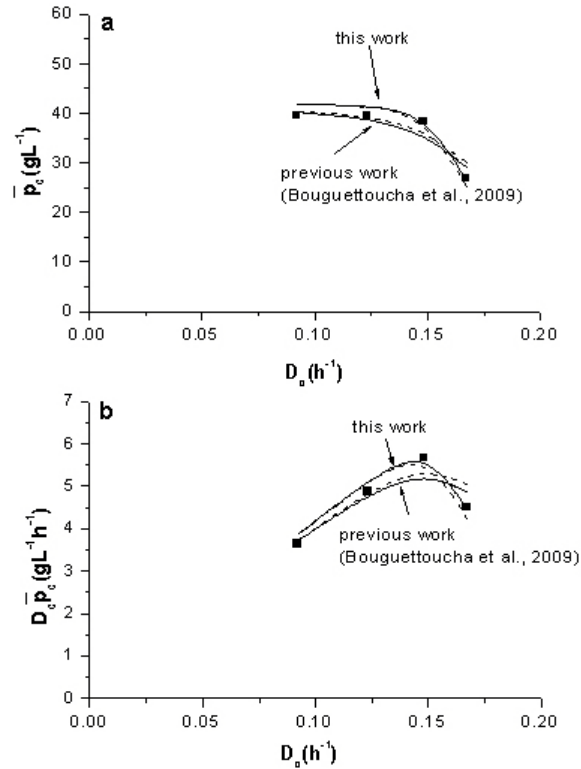 a
60
50
40
30
20
10
0
p̅c (gL⁻¹)
this work
previous work
(Bouguettoucha et al., 2009)
0.00 0.05 0.10 0.15 0.20
Do (h⁻¹)
b
7
6
5
4
3
2
1
0
Dc p̅c (gL⁻¹h⁻¹)
this work
previous work
(Bouguettoucha et al., 2009)
0.00 0.05 0.10 0.15 0.20
Do (h⁻¹)